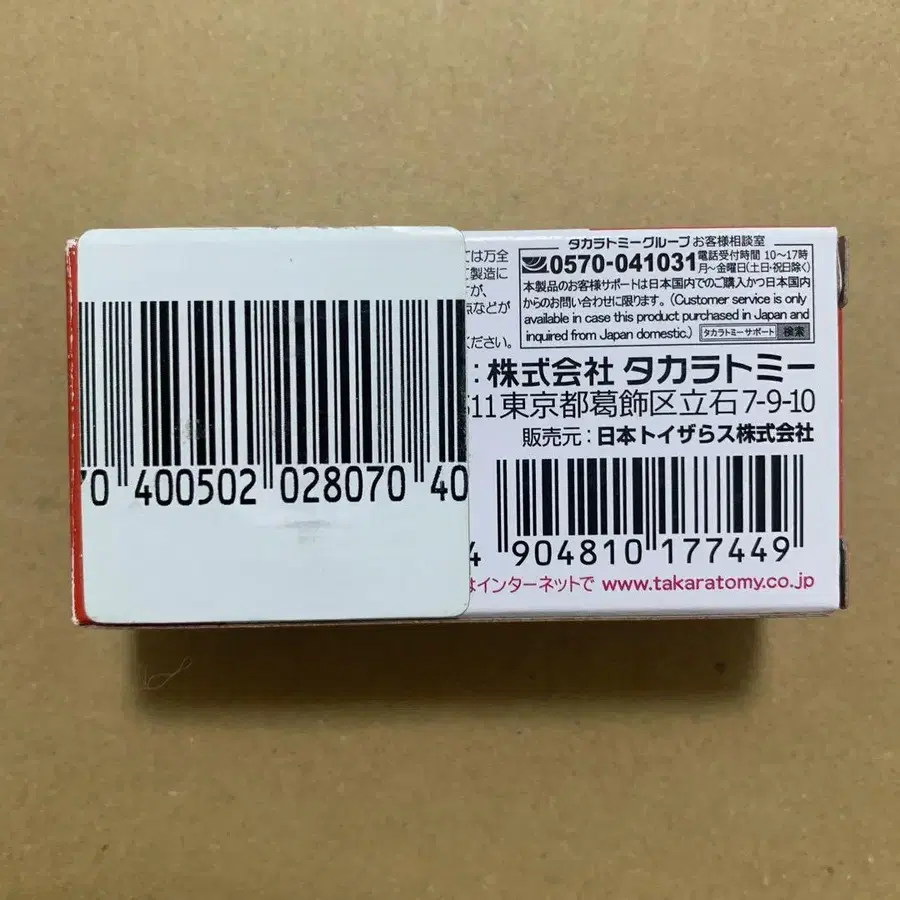 70 400502 028070 40
ては万全
て製造に
すが、
点などが
ください。
タカラトミーグループ お客様相談室
0570-041031 電話受付時間 10～17時
月～金曜日(土日・祝日除く)
本製品のお客様サポートは日本国内でのご購入かつ日本国内
からのお問い合わせに限ります。(Customer service is only
available in case this product purchased in Japan and
inquired from Japan domestic.) タカラトミーサポート 検索
：株式会社 タカラトミー
511 東京都葛飾区立石7-9-10
販売元：日本トイザらス株式会社
4 904810 177449
はインターネットで www.takaratomy.co.jp